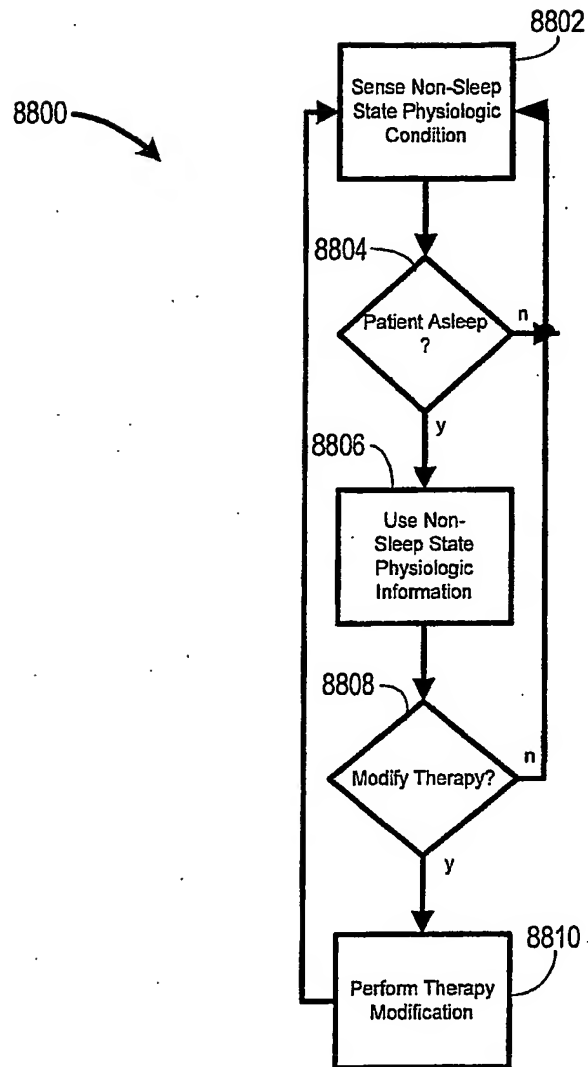 8802
Sense Non-Sleep
State Physiologic
Condition
8800
8804
Patient Asleep
?
n
y
8806
Use Non-
Sleep State
Physiologic
Information
8808
Modify Therapy?
n
y
8810
Perform Therapy
Modification